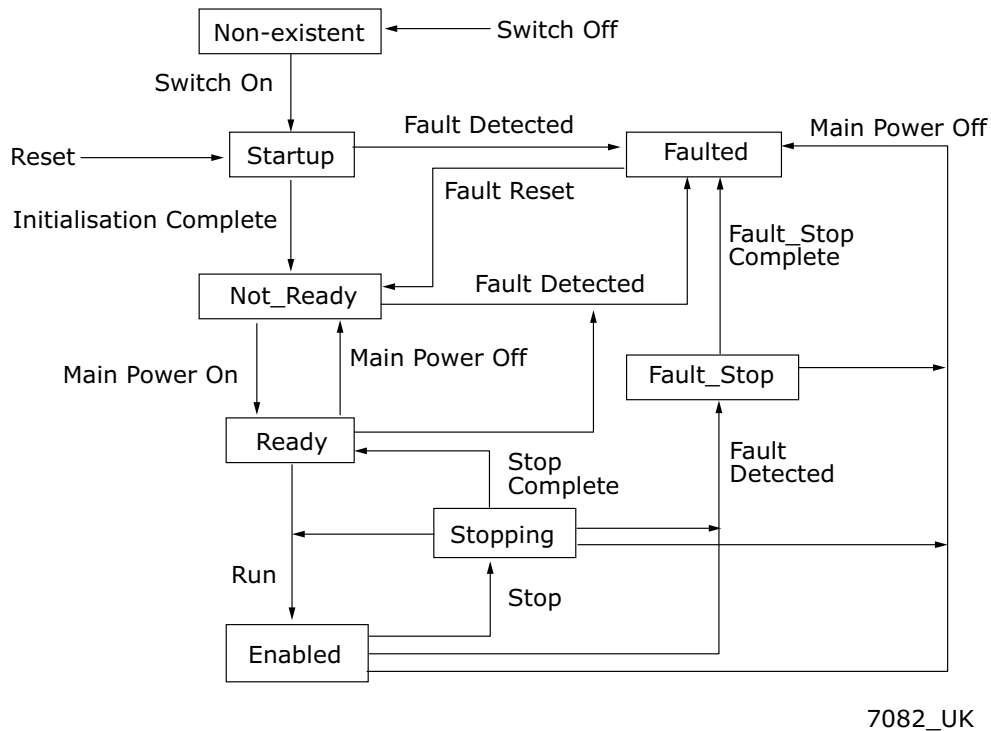 Non-existent
Switch Off
Switch On
Fault Detected
Main Power Off
Reset
Startup
Faulted
Fault Reset
Initialisation Complete
Fault_Stop
Complete
Not_Ready
Fault Detected
Main Power On
Main Power Off
Fault_Stop
Ready
Stop
Complete
Fault
Detected
Stopping
Run
Stop
Enabled
7082_UK